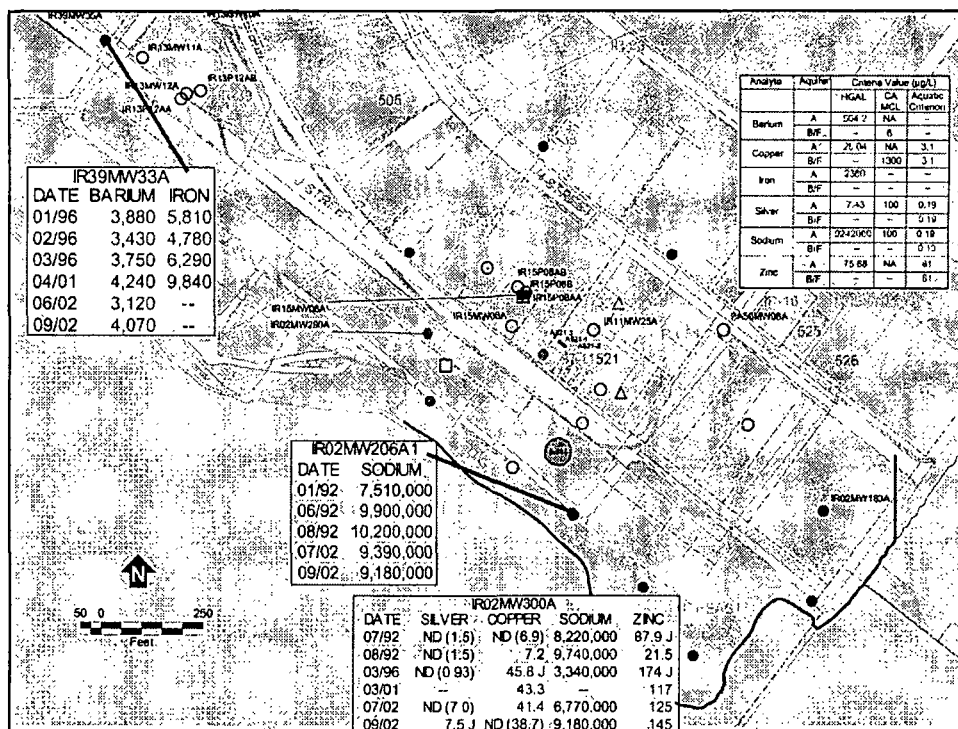 IR39MW33A
IR13MW11A
IR13MW12A
IR13P12AB
IR13P12AA
505
J STREET
Analyte Aquifer Criteria Value (µg/L)
HGAL CA MCL Aquatic Criterion
Barium A 504.2 NA --
B/F -- 6 --
Copper A 28.04 NA 3.1
B/F -- 1300 3.1
Iron A 2380 -- --
B/F -- -- --
Silver A 7.43 100 0.19
B/F -- -- 0.19
Sodium A 9242000 100 0.19
B/F -- --
Zinc A 75.68 NA 81
B/F -- -- 81
IR39MW33A
DATE BARIUM IRON
01/96 3,880 5,810
02/96 3,430 4,780
03/96 3,750 6,290
04/01 4,240 9,840
06/02 3,120 --
09/02 4,070 --
IR15P08AB
IR15P08B
IR15P08AA
IR15MW06A
IR15MW08A
IR11MW25A
PA50MW08A
1521
525
526
IR02MW206A1
DATE SODIUM
01/92 7,510,000
06/92 9,900,000
08/92 10,200,000
07/02 9,390,000
09/02 9,180,000
IR02MW183A
N
50 0 250
Feet
IR02MW300A
DATE SILVER COPPER SODIUM ZINC
07/92 ND (1.5) ND (6.9) 8,220,000 87.9 J
08/92 ND (1.5) 7.2 9,740,000 21.5
03/96 ND (0.93) 45.8 J 3,340,000 174 J
03/01 -- 43.3 -- 117
07/02 ND (7.0) 41.4 6,770,000 125
09/02 7.5 J ND (38.7) 9,180,000 145